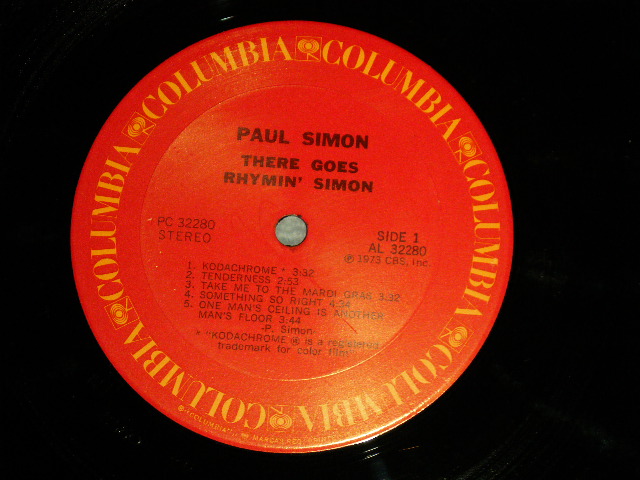 COLUMBIA COLUMBIA COLUMBIA COLUMBIA COLUMBIA COLUMBIA
PAUL SIMON
THERE GOES
RHYMIN' SIMON
PC 32280
STEREO
SIDE 1
AL 32280
℗ 1973 CBS, Inc.
1. KODACHROME * 3:32
2. TENDERNESS 2:53
3. TAKE ME TO THE MARDI GRAS 3:32
4. SOMETHING SO RIGHT 4:34
5. ONE MAN'S CEILING IS ANOTHER
MAN'S FLOOR 3:44
-P. Simon-
* "KODACHROME ® is a registered
trademark for color film"
"COLUMBIA", MARCAS REG.